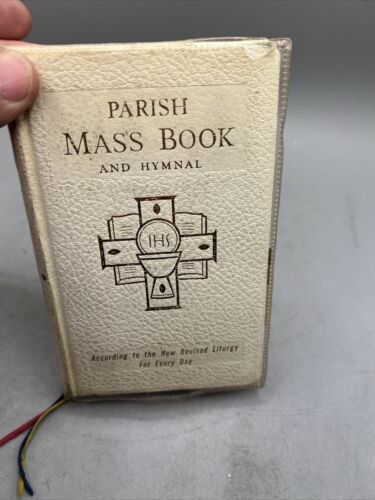 PARISH
MASS BOOK
AND HYMNAL
IHS
According to the New Revised Liturgy
For Every Day